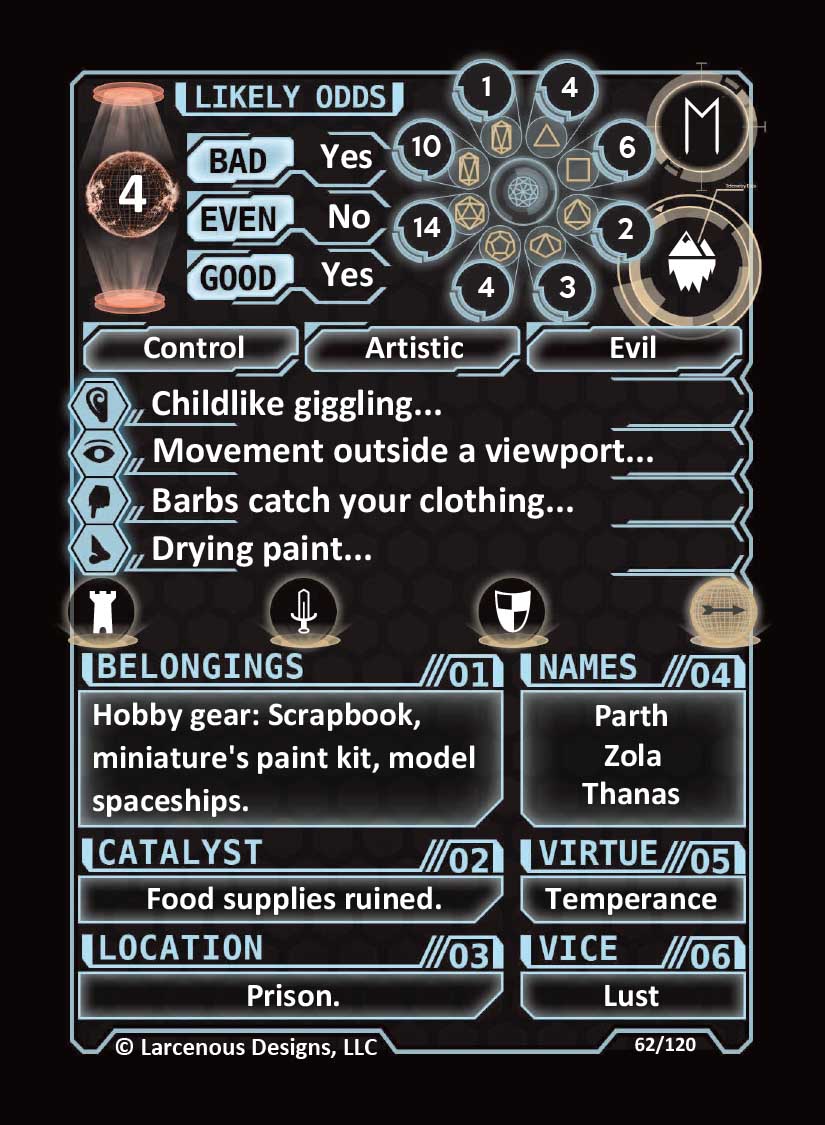 LIKELY ODDS
4
BAD Yes
EVEN No
GOOD Yes
1
4
10
6
14
2
4
3
ᛖ
Control Artistic Evil
Childlike giggling...
Movement outside a viewport...
Barbs catch your clothing...
Drying paint...
BELONGINGS ///01
Hobby gear: Scrapbook,
miniature's paint kit, model
spaceships.
NAMES ///04
Parth
Zola
Thanas
CATALYST ///02
Food supplies ruined.
VIRTUE ///05
Temperance
LOCATION ///03
Prison.
VICE ///06
Lust
© Larcenous Designs, LLC
62/120